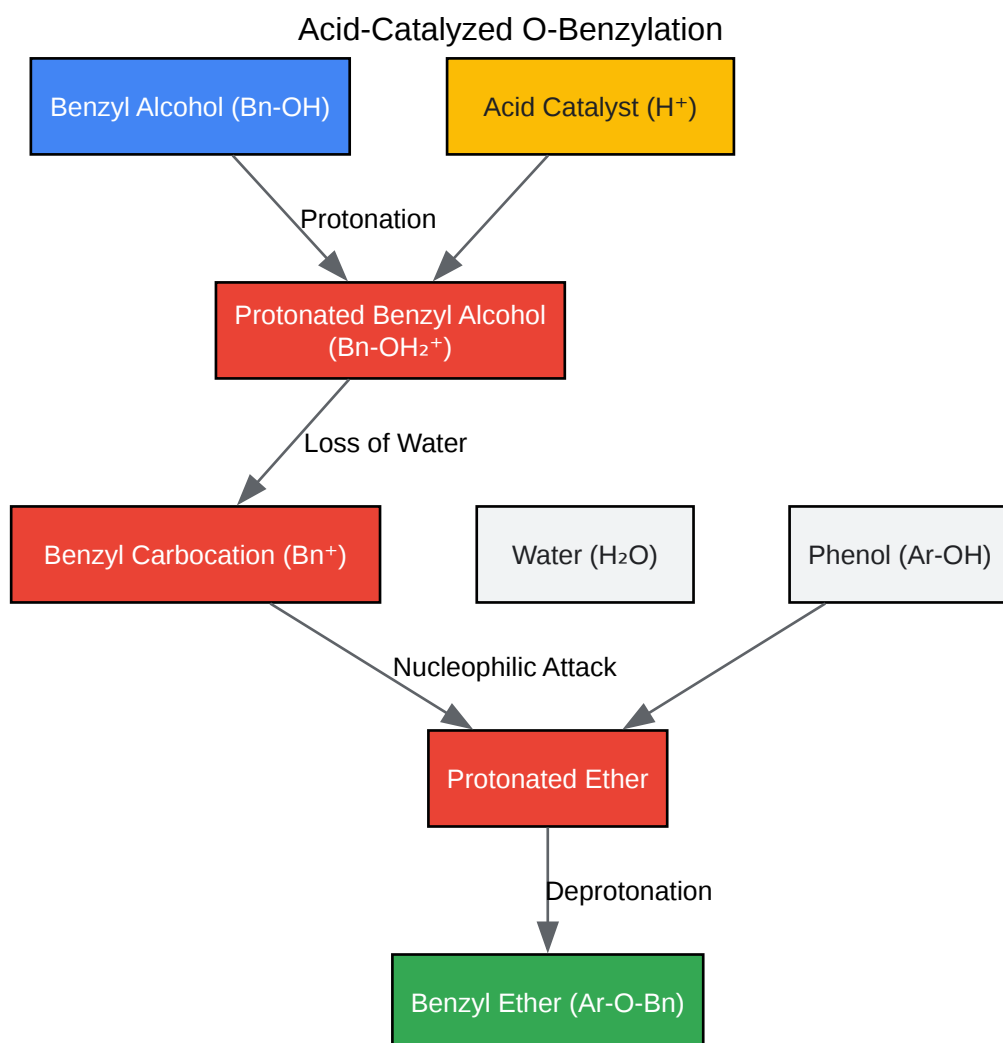 Acid-Catalyzed O-Benzylation
Benzyl Alcohol (Bn-OH)
Acid Catalyst (H⁺)
Protonation
Protonated Benzyl Alcohol
(Bn-OH₂⁺)
Loss of Water
Benzyl Carbocation (Bn⁺)
Water (H₂O)
Phenol (Ar-OH)
Nucleophilic Attack
Protonated Ether
Deprotonation
Benzyl Ether (Ar-O-Bn)